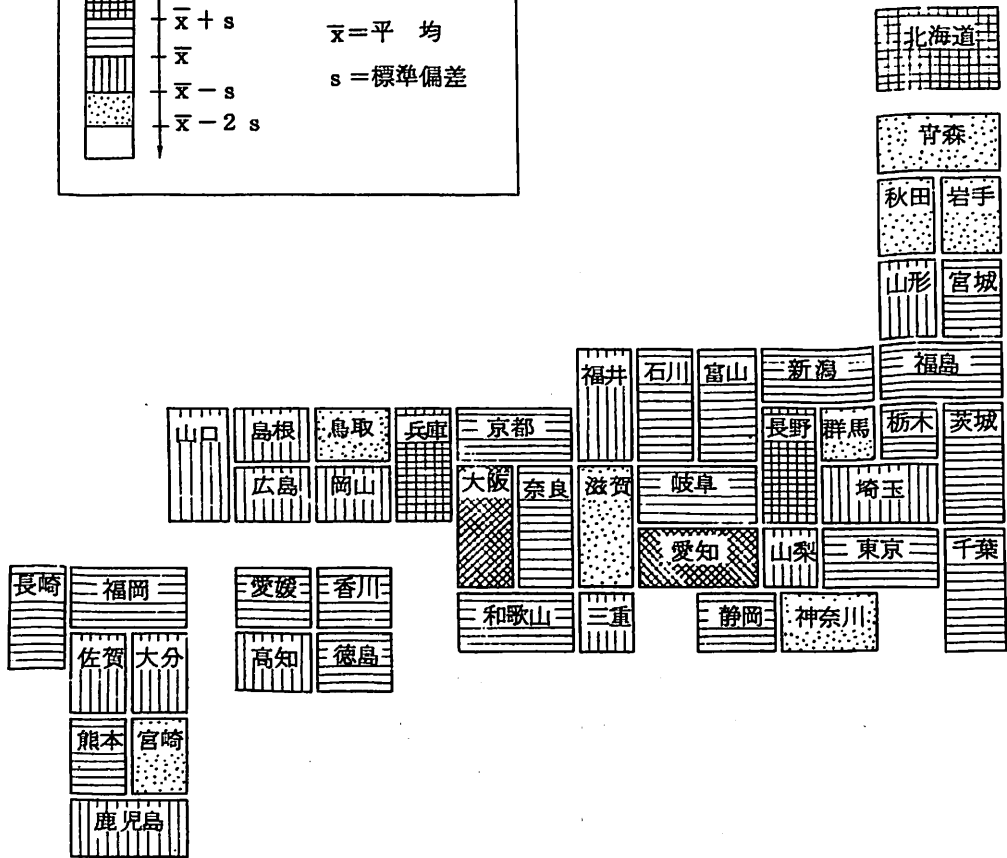 x̄+s
x̄
x̄-s
x̄-2 s
x̄=平 均
s=標準偏差
北海道
青森
秋田 岩手
山形 宮城
福井 石川 富山 新潟 福島
山口 島根 鳥取 兵庫 京都 長野 群馬 栃木 茨城
広島 岡山 大阪 奈良 滋賀 岐阜 埼玉
愛知 山梨 東京 千葉
長崎 福岡 愛媛 香川 和歌山 三重 静岡 神奈川
佐賀 大分 高知 徳島
熊本 宮崎
鹿児島